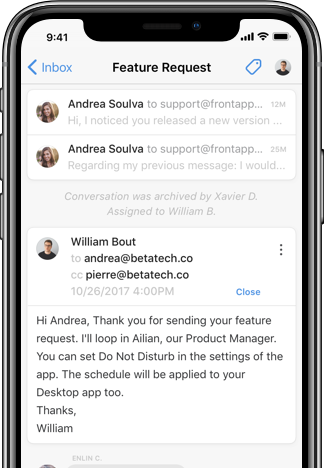 9:41
Inbox
Feature Request
Andrea Soulva to support@frontapp... 12M
Hi, I noticed you released a new version ...
Andrea Soulva to support@frontapp... 25M
Regarding my previous message: I would...
Conversation was archived by Xavier D.
Assigned to William B.
William Bout
to andrea@betatech.co
cc pierre@betatech.co
10/26/2017 4:00PM
Close
Hi Andrea, Thank you for sending your feature
request. I'll loop in Ailian, our Product Manager.
You can set Do Not Disturb in the settings of the
app. The schedule will be applied to your
Desktop app too.
Thanks,
William
ENLIN C.